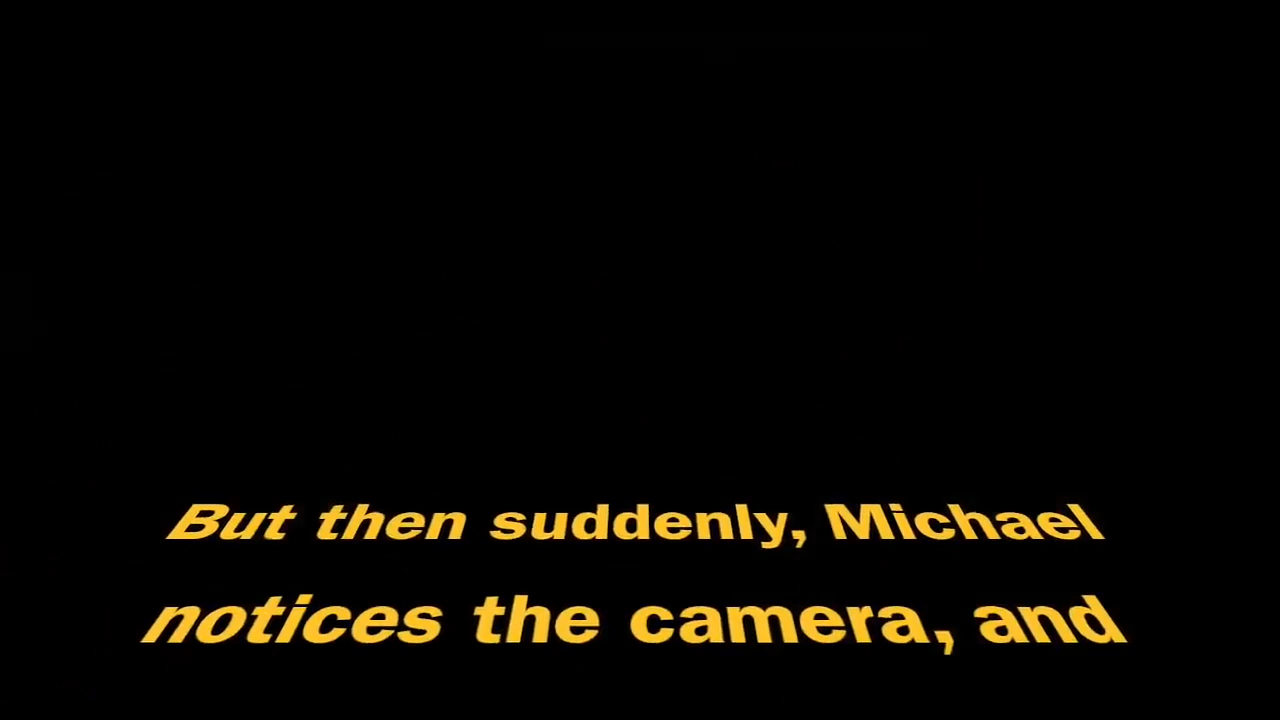 But then suddenly, Michael
notices the camera, and